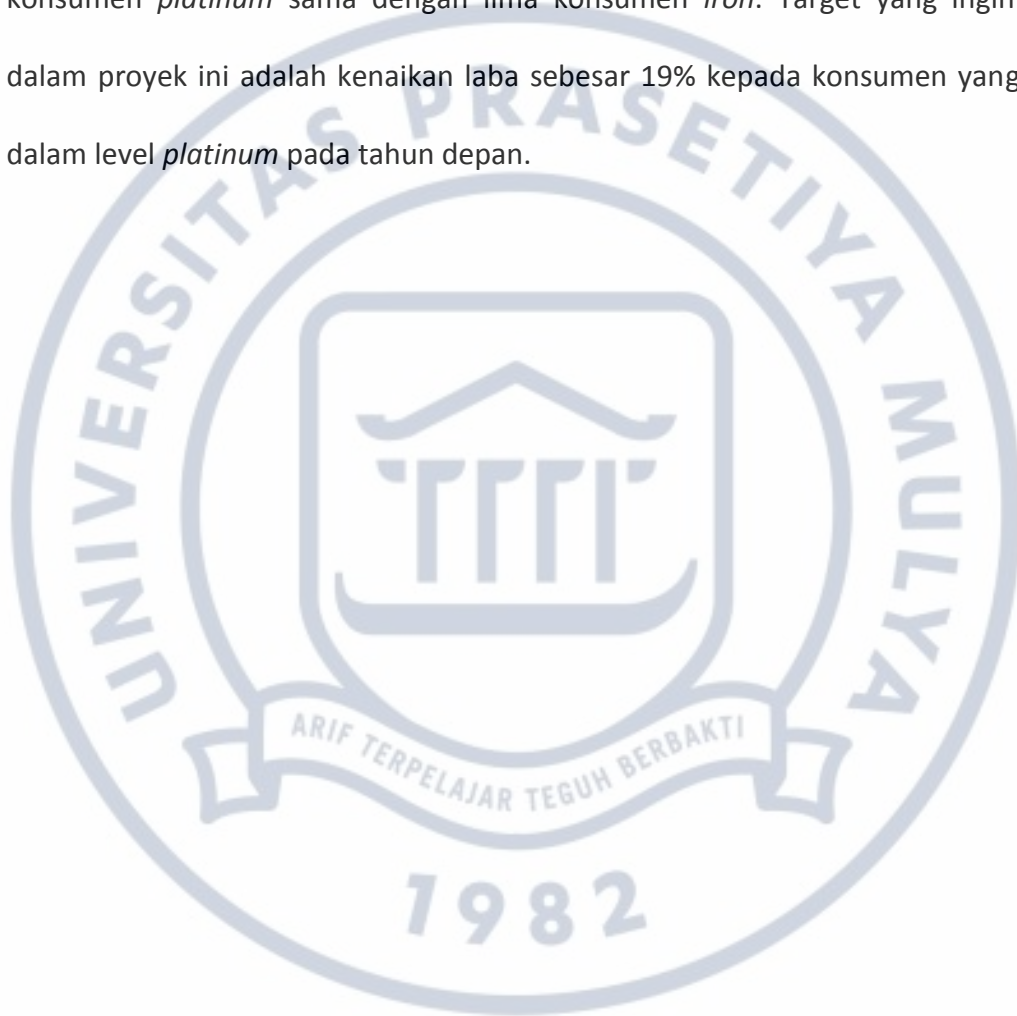 konsumen platinum sama dengan lima konsumen iron. Target yang ingin
dalam proyek ini adalah kenaikan laba sebesar 19% kepada konsumen yang
dalam level platinum pada tahun depan.
UNIVERSITAS PRASETIYA MULYA
ARIF TERPELAJAR TEGUH BERBAKTI
1982